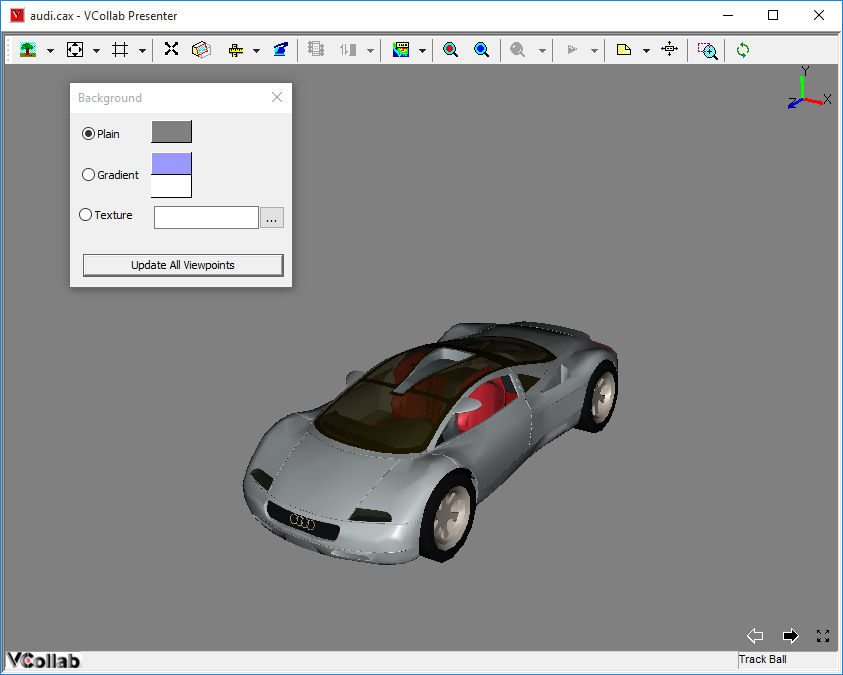 audi.cax - VCollab Presenter
Background
Plain
Gradient
Texture
...
Update All Viewpoints
Y
X
Z
VCollab
Track Ball